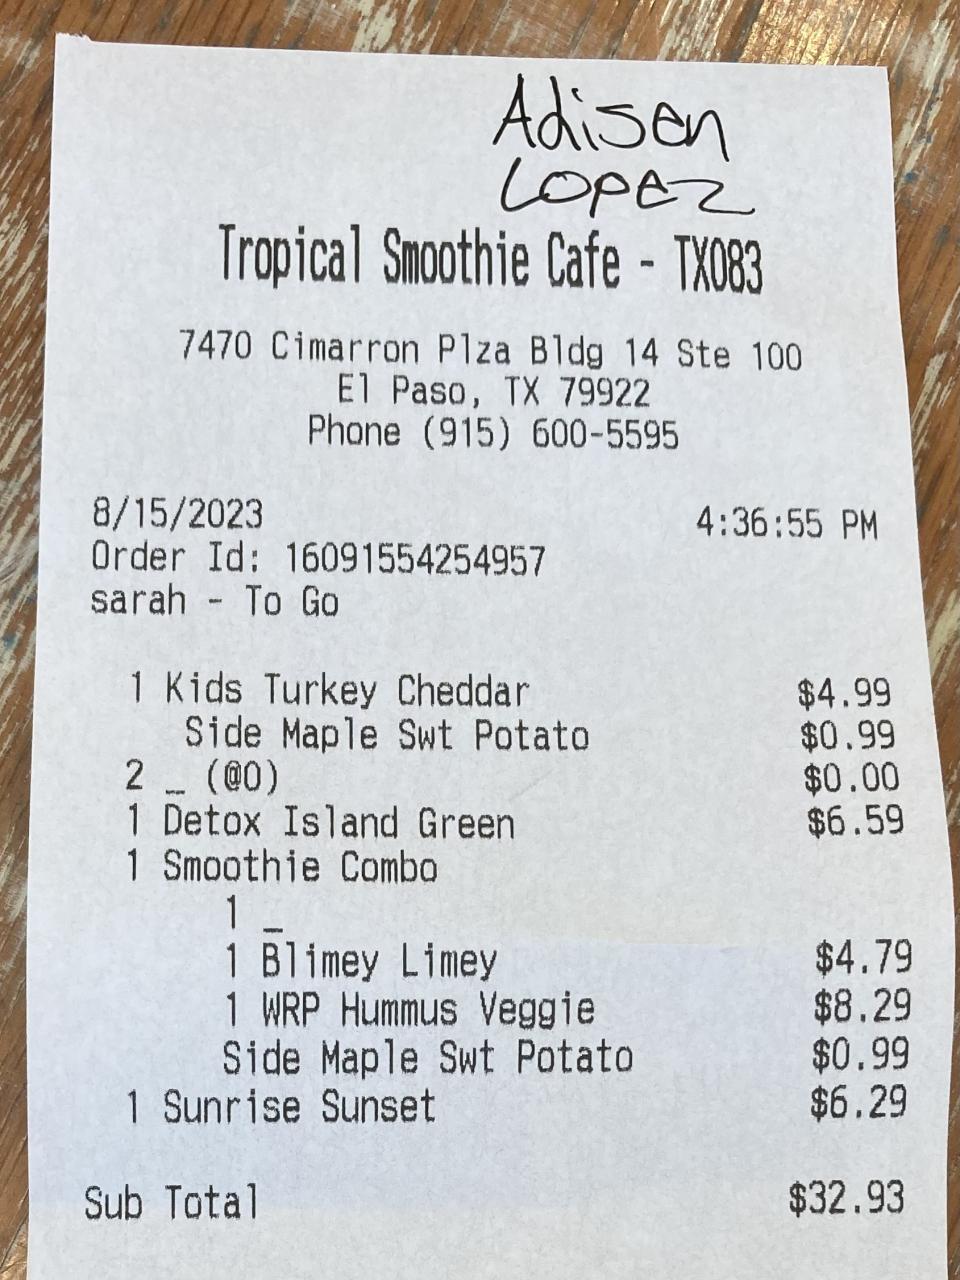 Adisen
Lopez
Tropical Smoothie Cafe - TX083
7470 Cimarron Plza Bldg 14 Ste 100
El Paso, TX 79922
Phone (915) 600-5595
8/15/2023 4:36:55 PM
Order Id: 16091554254957
sarah - To Go
1 Kids Turkey Cheddar $4.99
Side Maple Swt Potato $0.99
2 _ (@0) $0.00
1 Detox Island Green $6.59
1 Smoothie Combo
1 _
1 Blimey Limey $4.79
1 WRP Hummus Veggie $8.29
Side Maple Swt Potato $0.99
1 Sunrise Sunset $6.29
Sub Total $32.93